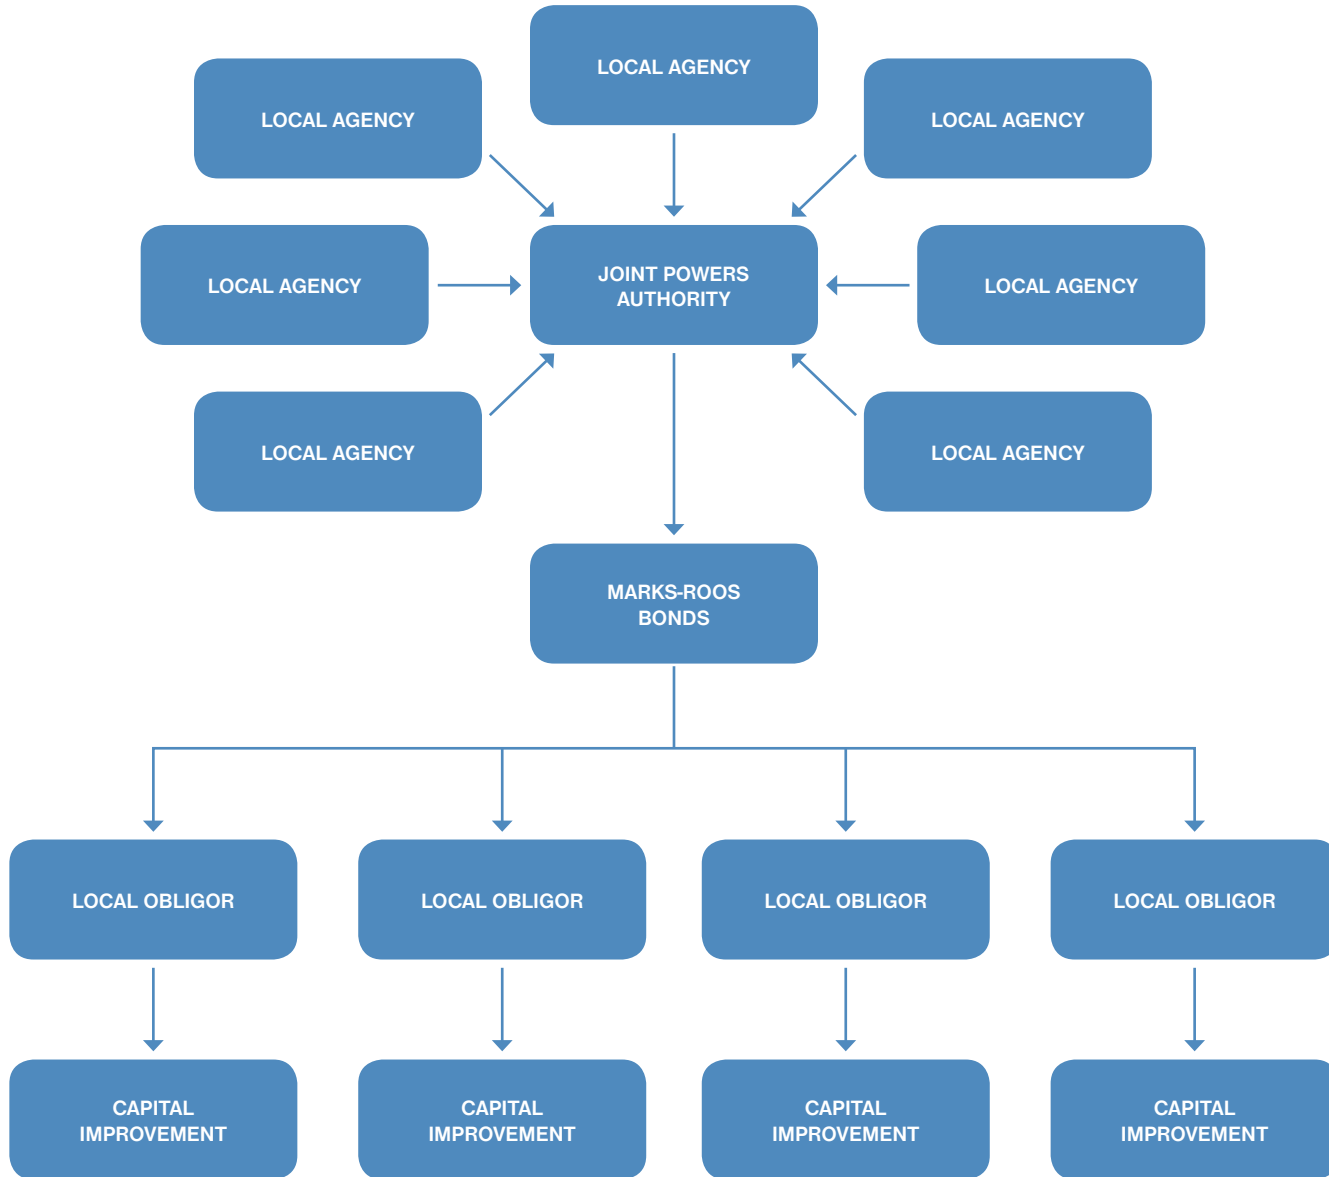 LOCAL AGENCY
LOCAL AGENCY
LOCAL AGENCY
LOCAL AGENCY
JOINT POWERS
AUTHORITY
LOCAL AGENCY
LOCAL AGENCY
LOCAL AGENCY
MARKS-ROOS
BONDS
LOCAL OBLIGOR
LOCAL OBLIGOR
LOCAL OBLIGOR
LOCAL OBLIGOR
CAPITAL
IMPROVEMENT
CAPITAL
IMPROVEMENT
CAPITAL
IMPROVEMENT
CAPITAL
IMPROVEMENT